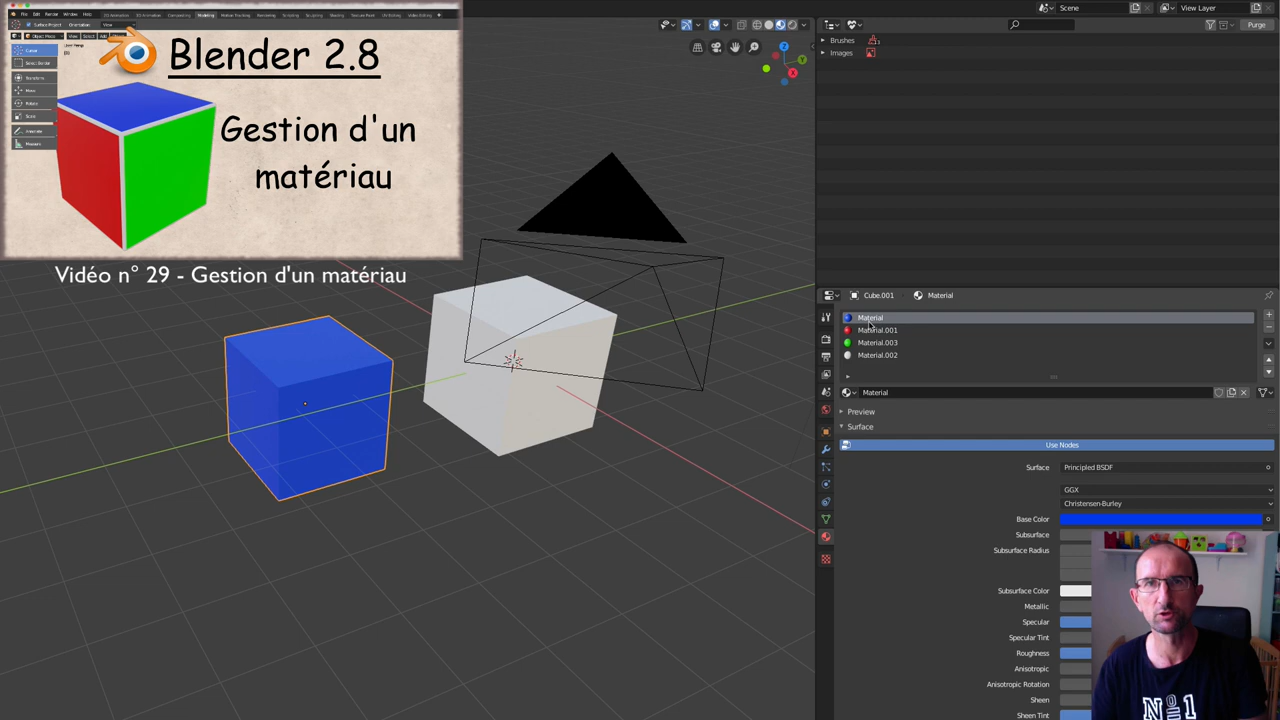 Blender 2.8
Gestion d'un
matériau
Vidéo n° 29 - Gestion d'un matériau
Scene
View Layer
Brushes
Images
Purge
Cube.001
Material
Material
Material.001
Material.003
Material.002
Material
Preview
Surface
Use Nodes
Surface
Principled BSDF
GGX
Christensen-Burley
Base Color
Subsurface
Subsurface Radius
Subsurface Color
Metallic
Specular
Specular Tint
Roughness
Anisotropic
Anisotropic Rotation
Sheen
Sheen Tint
X
Y
Z
N°1